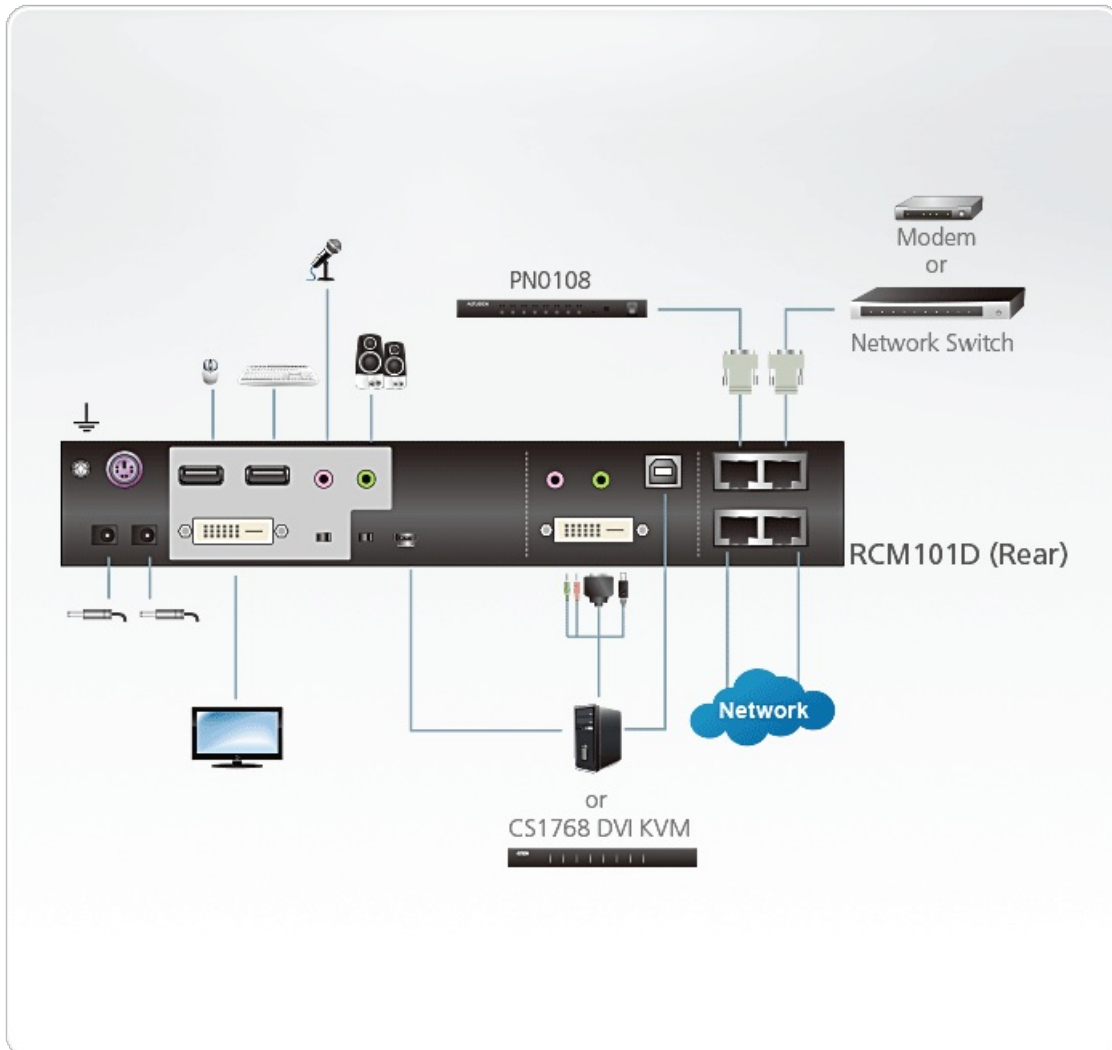 Modem
or
Network Switch
PN0108
RCM101D (Rear)
Network
or
CS1768 DVI KVM